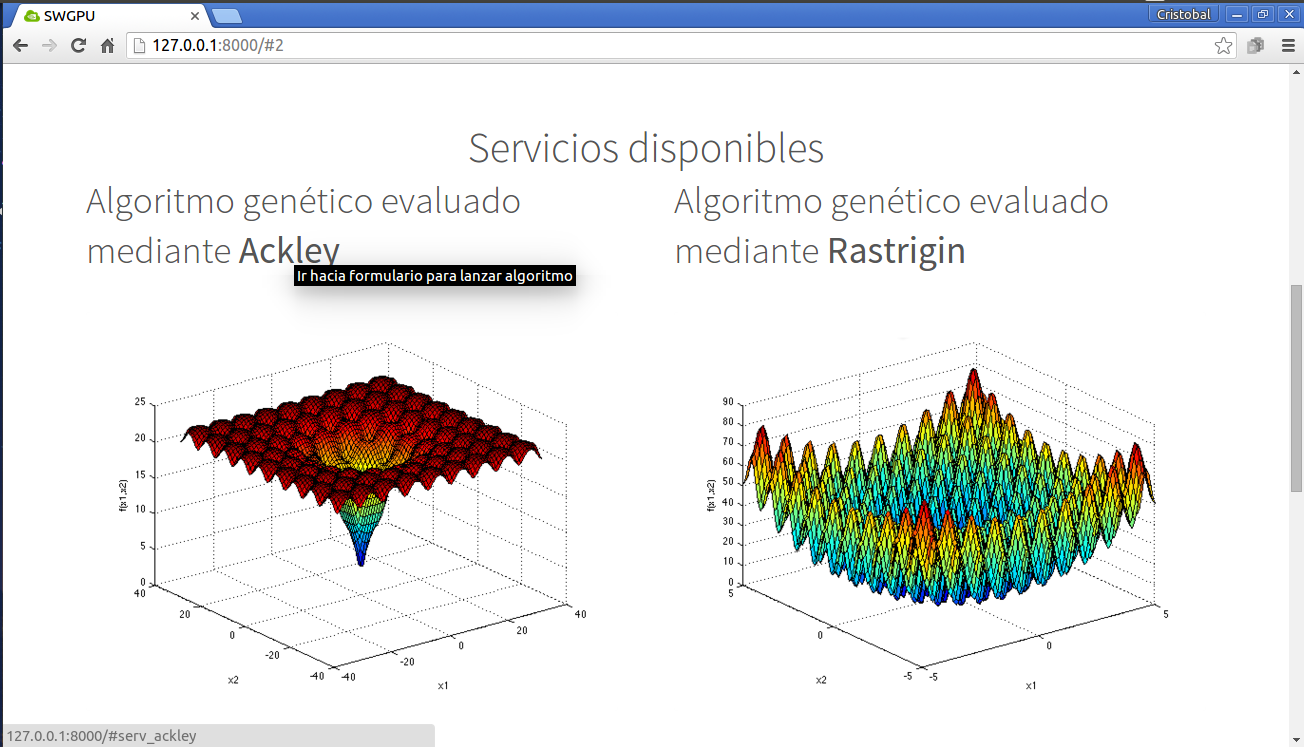 SWGPU
Cristobal
127.0.0.1:8000/#2
Servicios disponibles
Algoritmo genético evaluado
mediante Ackley
Ir hacia formulario para lanzar algoritmo
Algoritmo genético evaluado
mediante Rastrigin
25
20
15
10
5
0
f(x1,x2)
40
20
0
-20
-40
x2
-40
-20
0
20
40
x1
90
80
70
60
50
40
30
20
10
0
f(x1,x2)
5
0
-5
x2
-5
0
5
x1
127.0.0.1:8000/#serv_ackley